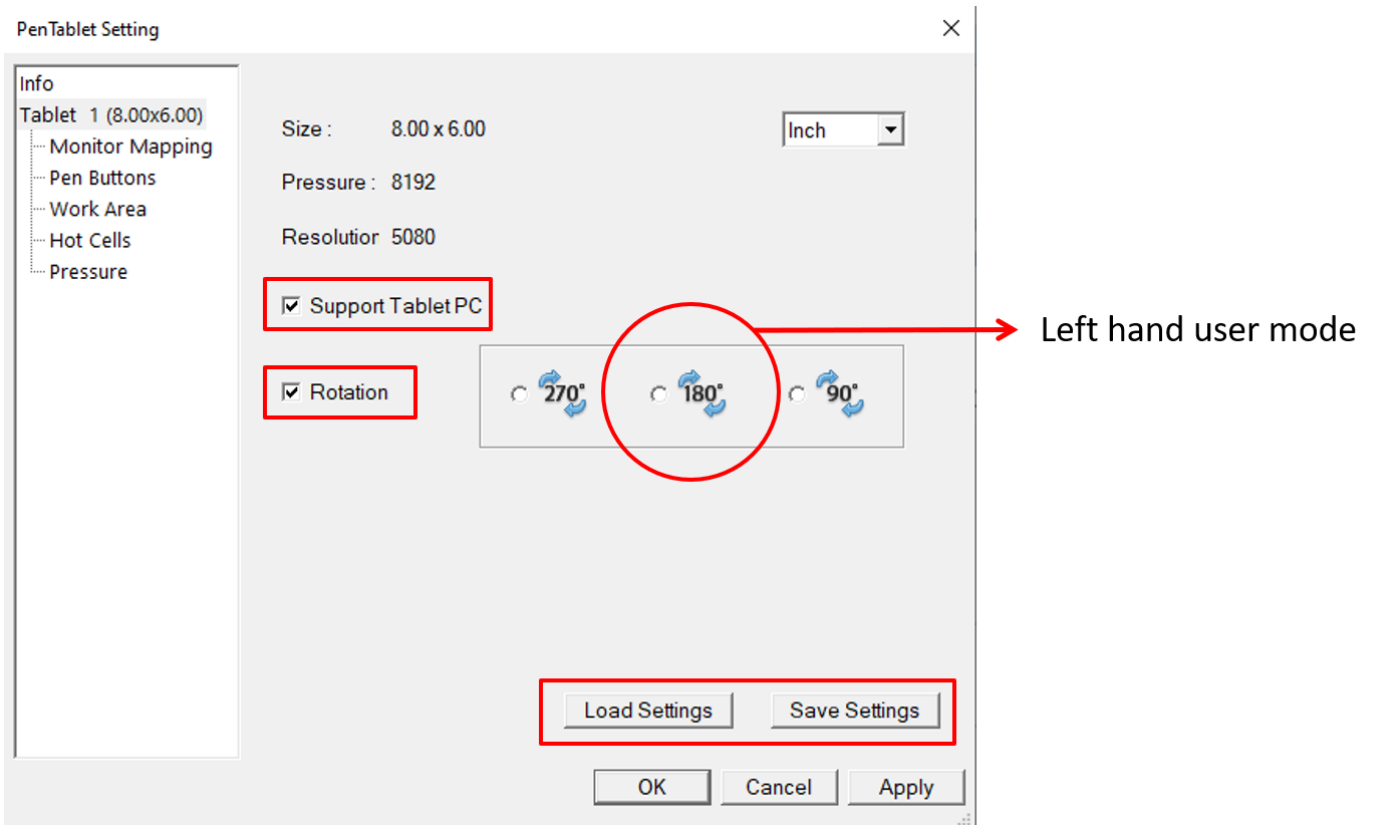 PenTablet Setting
Info
Tablet 1 (8.00x6.00)
Monitor Mapping
Pen Buttons
Work Area
Hot Cells
Pressure
Size : 8.00 x 6.00
Inch
Pressure : 8192
Resolutior 5080
Support Tablet PC
Rotation
270°
180°
90°
Left hand user mode
Load Settings
Save Settings
OK
Cancel
Apply